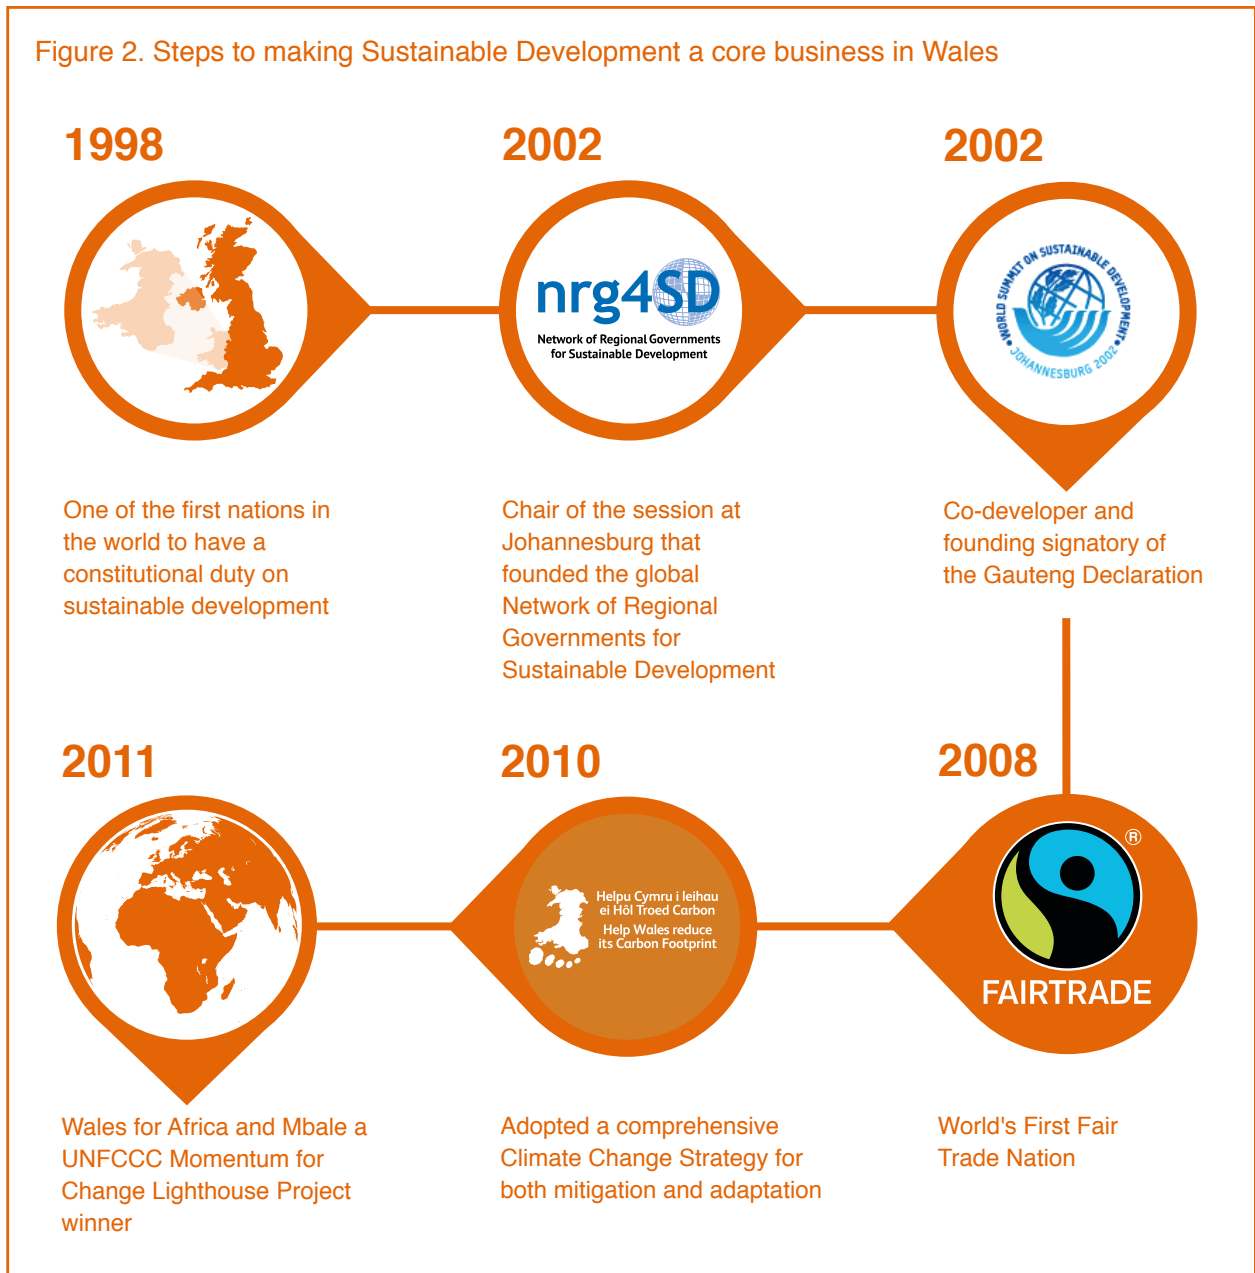 Figure 2. Steps to making Sustainable Development a core business in Wales
1998
One of the first nations in
the world to have a
constitutional duty on
sustainable development
2002
nrg4SD
Network of Regional Governments
for Sustainable Development
Chair of the session at
Johannesburg that
founded the global
Network of Regional
Governments for
Sustainable Development
2002
WORLD SUMMIT ON SUSTAINABLE DEVELOPMENT
JOHANNESBURG 2002
Co-developer and
founding signatory of
the Gauteng Declaration
2008
®
FAIRTRADE
World's First Fair
Trade Nation
2010
Helpu Cymru i leihau
ei Hôl Troed Carbon
Help Wales reduce
its Carbon Footprint
Adopted a comprehensive
Climate Change Strategy for
both mitigation and adaptation
2011
Wales for Africa and Mbale a
UNFCCC Momentum for
Change Lighthouse Project
winner